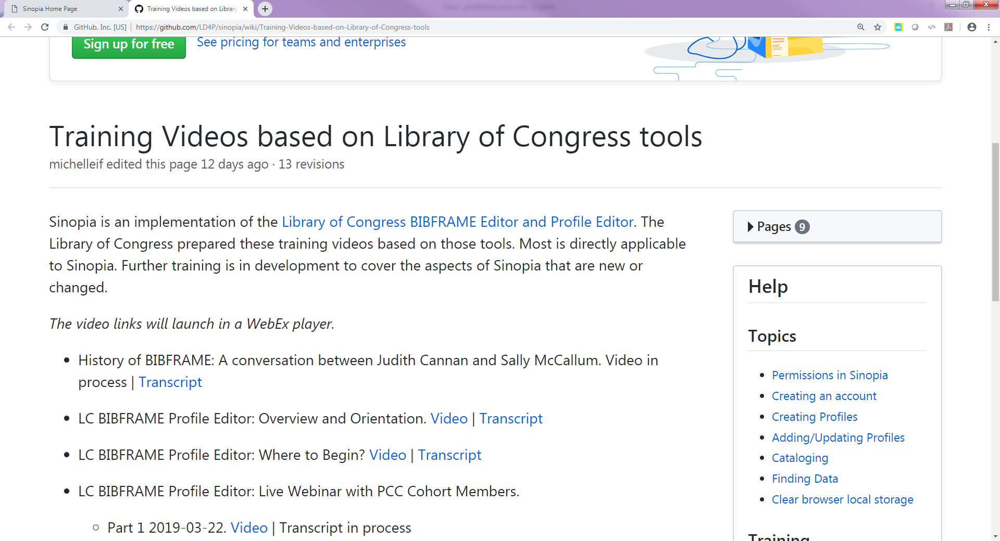 Sinopia Home Page
Training Videos based on Library
GitHub, Inc. [US] | https://github.com/LD4P/sinopia/wiki/Training-Videos-based-on-Library-of-Congress-tools
Sign up for free
See pricing for teams and enterprises
Training Videos based on Library of Congress tools
michelleif edited this page 12 days ago · 13 revisions
Sinopia is an implementation of the Library of Congress BIBFRAME Editor and Profile Editor. The
Library of Congress prepared these training videos based on those tools. Most is directly applicable
to Sinopia. Further training is in development to cover the aspects of Sinopia that are new or
changed.
The video links will launch in a WebEx player.
History of BIBFRAME: A conversation between Judith Cannan and Sally McCallum. Video in
process | Transcript
LC BIBFRAME Profile Editor: Overview and Orientation. Video | Transcript
LC BIBFRAME Profile Editor: Where to Begin? Video | Transcript
LC BIBFRAME Profile Editor: Live Webinar with PCC Cohort Members.
Part 1 2019-03-22. Video | Transcript in process
Pages 9
Help
Topics
Permissions in Sinopia
Creating an account
Creating Profiles
Adding/Updating Profiles
Cataloging
Finding Data
Clear browser local storage
Training